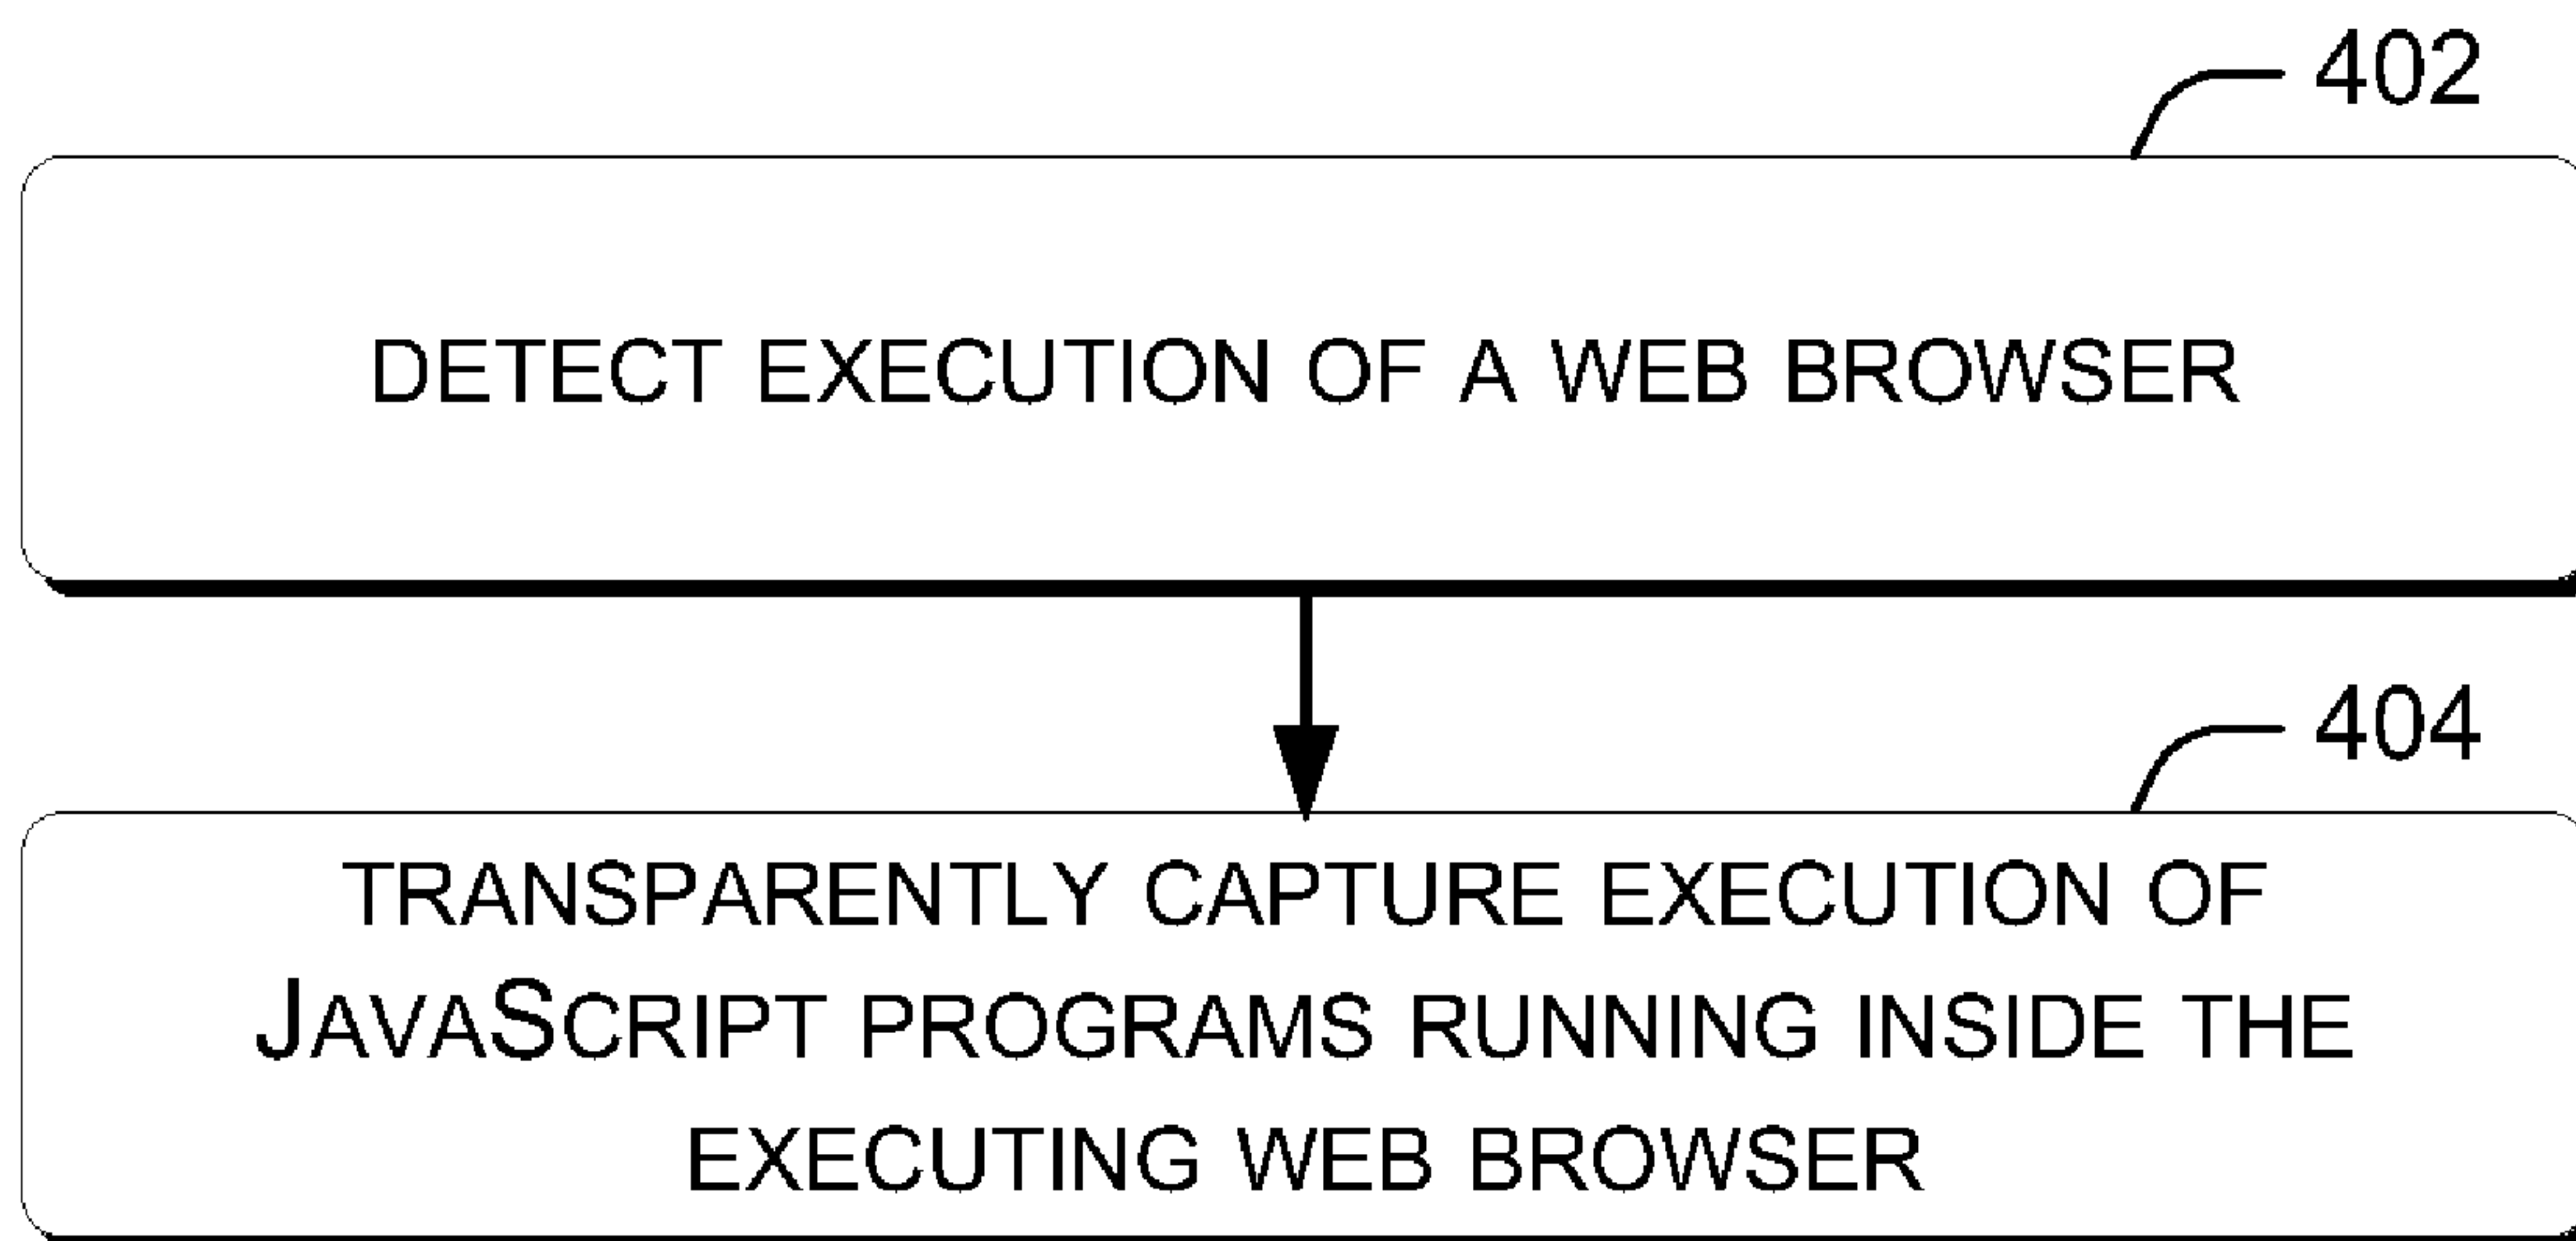 402
DETECT EXECUTION OF A WEB BROWSER
404
TRANSPARENTLY CAPTURE EXECUTION OF
JAVASCRIPT PROGRAMS RUNNING INSIDE THE
EXECUTING WEB BROWSER